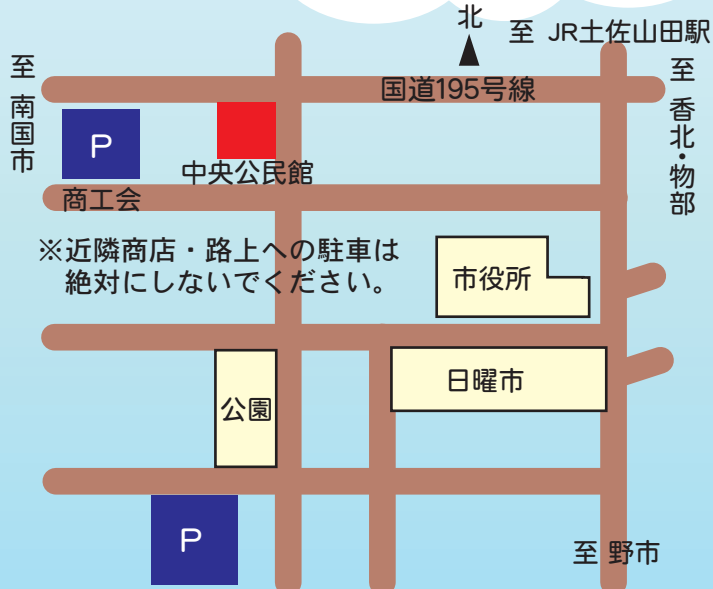 北
至 JR土佐山田駅
至 南国市
国道195号線
至 香北・物部
P
商工会
中央公民館
※近隣商店・路上への駐車は
絶対にしないでください。
市役所
日曜市
公園
P
至 野市